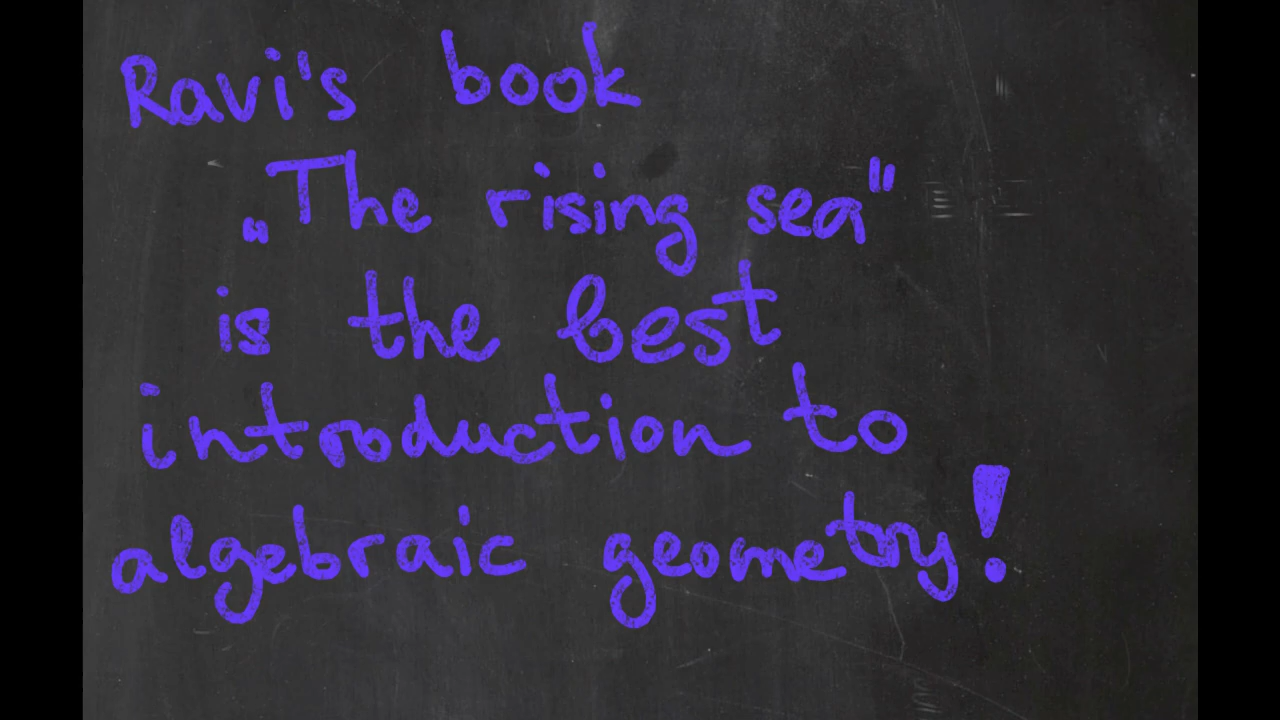 Ravi's book
„The rising sea"
is the best
introduction to
algebraic geometry!